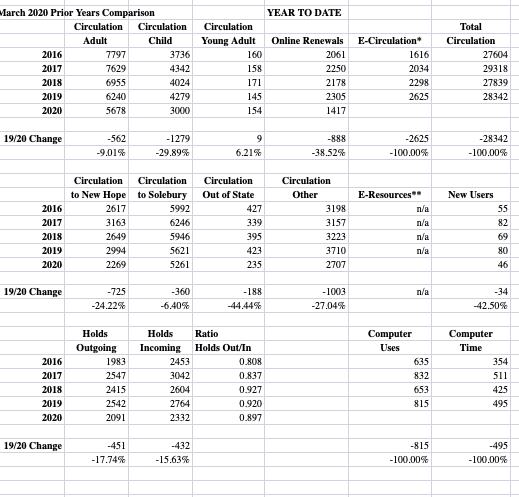 March 2020 Prior Years Comparison YEAR TO DATE
Circulation Circulation Circulation Total
Adult Child Young Adult Online Renewals E-Circulation* Circulation
2016 7797 3736 160 2061 1616 27604
2017 7629 4342 158 2250 2034 29318
2018 6955 4024 171 2178 2298 27839
2019 6240 4279 145 2305 2625 28342
2020 5678 3000 154 1417
19/20 Change -562 -1279 9 -888 -2625 -28342
-9.01% -29.89% 6.21% -38.52% -100.00% -100.00%
Circulation Circulation Circulation Circulation
to New Hope to Solebury Out of State Other E-Resources** New Users
2016 2617 5992 427 3198 n/a 55
2017 3163 6246 339 3157 n/a 82
2018 2649 5946 395 3223 n/a 69
2019 2994 5621 423 3710 n/a 80
2020 2269 5261 235 2707 46
19/20 Change -725 -360 -188 -1003 n/a -34
-24.22% -6.40% -44.44% -27.04% -42.50%
Holds Holds Ratio Computer Computer
Outgoing Incoming Holds Out/In Uses Time
2016 1983 2453 0.808 635 354
2017 2547 3042 0.837 832 511
2018 2415 2604 0.927 653 425
2019 2542 2764 0.920 815 495
2020 2091 2332 0.897
19/20 Change -451 -432 -815 -495
-17.74% -15.63% -100.00% -100.00%